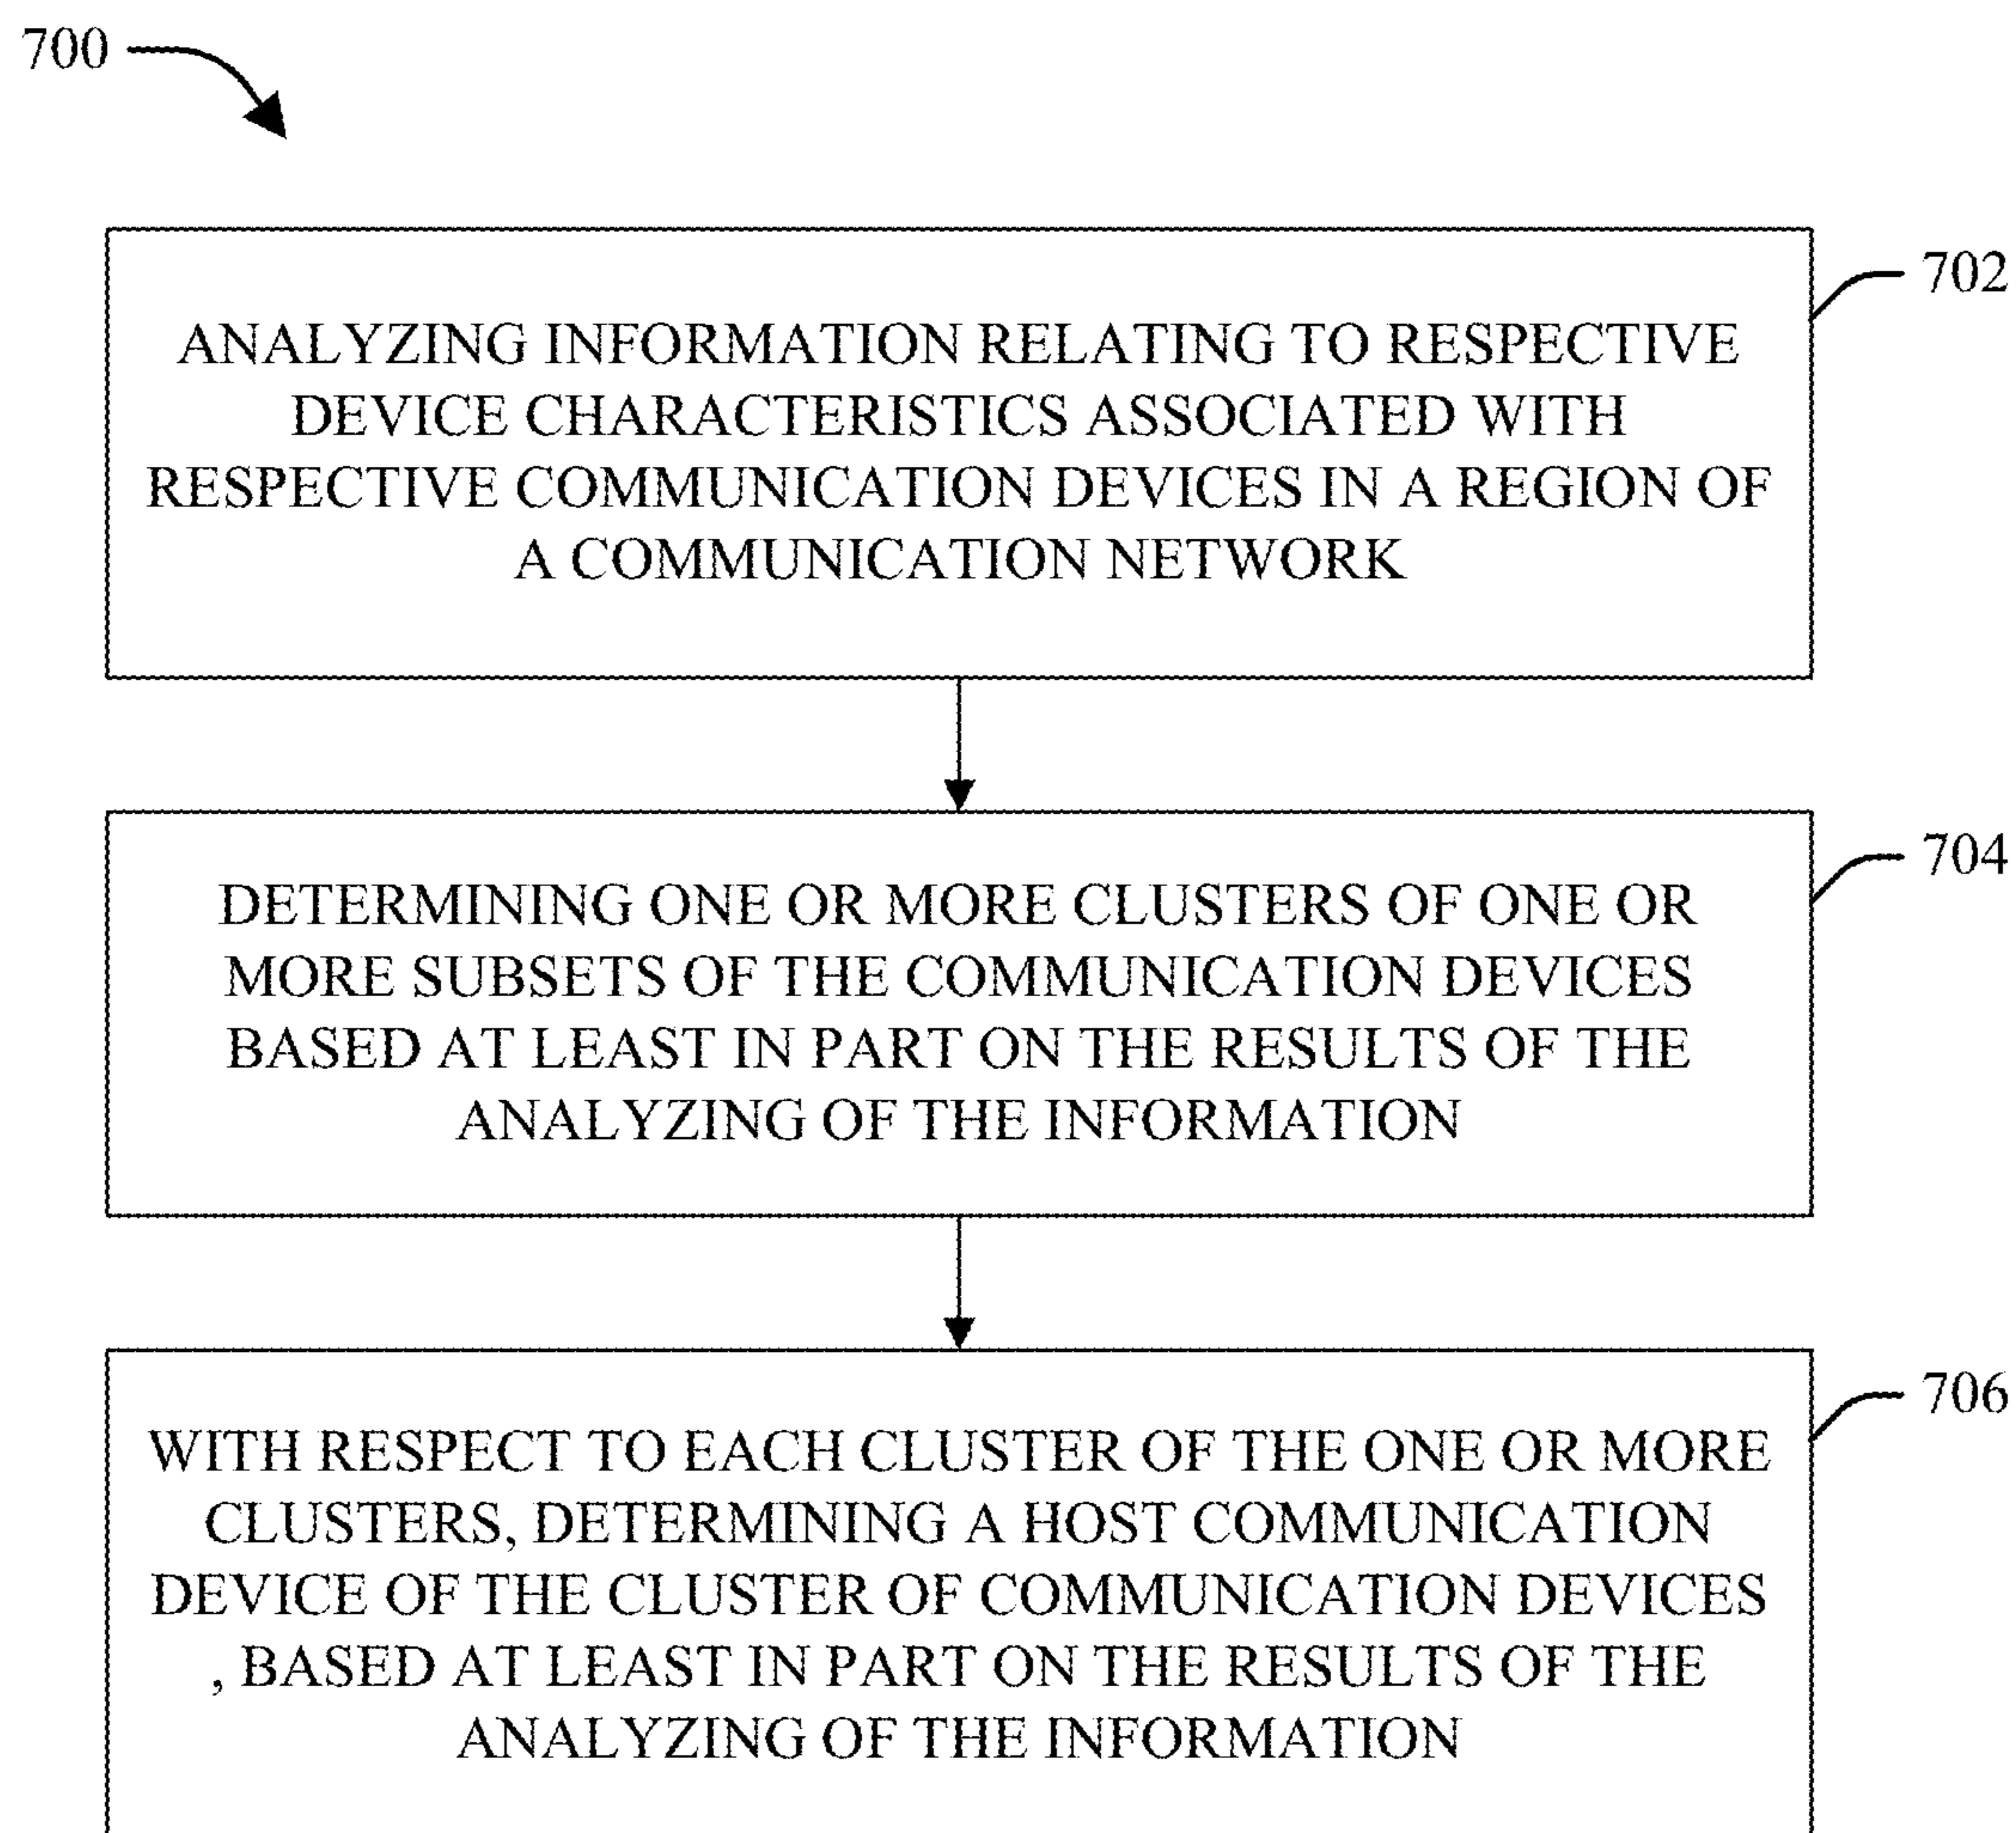 700
702
ANALYZING INFORMATION RELATING TO RESPECTIVE
DEVICE CHARACTERISTICS ASSOCIATED WITH
RESPECTIVE COMMUNICATION DEVICES IN A REGION OF
A COMMUNICATION NETWORK
704
DETERMINING ONE OR MORE CLUSTERS OF ONE OR
MORE SUBSETS OF THE COMMUNICATION DEVICES
BASED AT LEAST IN PART ON THE RESULTS OF THE
ANALYZING OF THE INFORMATION
706
WITH RESPECT TO EACH CLUSTER OF THE ONE OR MORE
CLUSTERS, DETERMINING A HOST COMMUNICATION
DEVICE OF THE CLUSTER OF COMMUNICATION DEVICES
, BASED AT LEAST IN PART ON THE RESULTS OF THE
ANALYZING OF THE INFORMATION